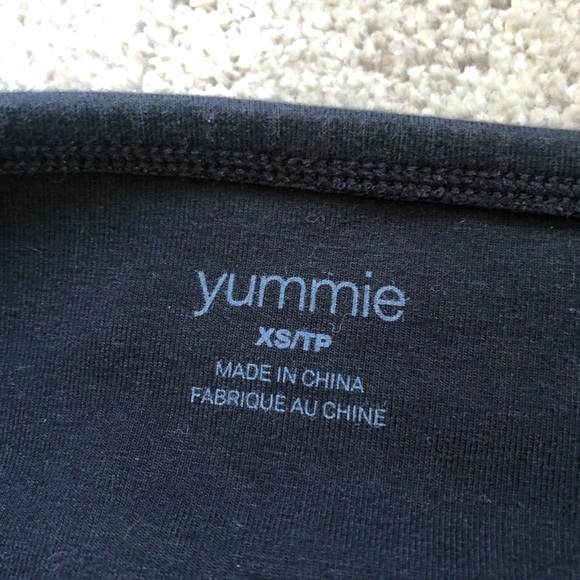 yummie
XS/TP
MADE IN CHINA
FABRIQUE AU CHINE